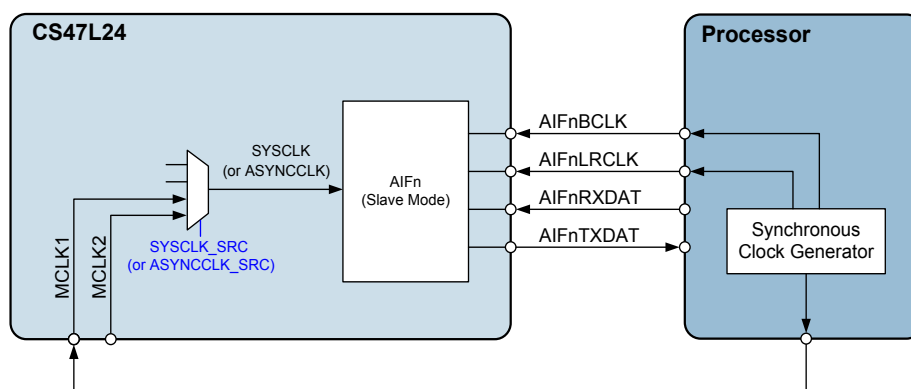 CS47L24
Processor
AIFnBCLK
SYSCLK
(or ASYNCCLK)
AIFnLRCLK
AIFn
(Slave Mode)
AIFnRXDAT
AIFnTXDAT
Synchronous
Clock Generator
SYSCLK_SRC
(or ASYNCCLK_SRC)
MCLK1
MCLK2